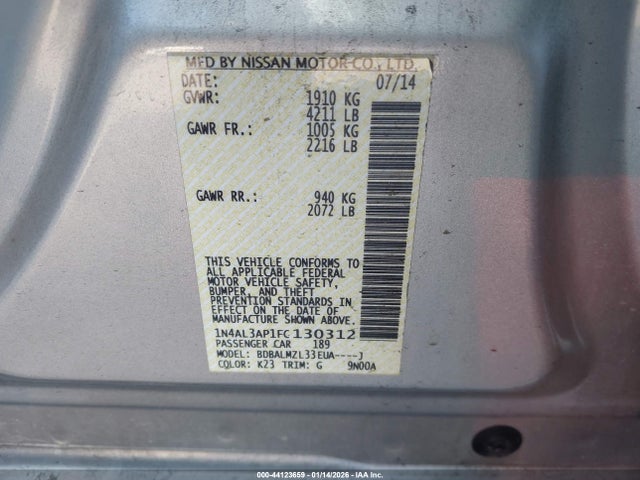 MFD BY NISSAN MOTOR CO., LTD.
DATE: 07/14
GVWR: 1910 KG
4211 LB
GAWR FR.: 1005 KG
2216 LB
GAWR RR.: 940 KG
2072 LB
THIS VEHICLE CONFORMS TO
ALL APPLICABLE FEDERAL
MOTOR VEHICLE SAFETY,
BUMPER, AND THEFT
PREVENTION STANDARDS IN
EFFECT ON THE DATE OF
MANUFACTURE SHOWN ABOVE.
1N4AL3AP1FC130312
PASSENGER CAR 189
MODEL: BDBALMZL33EUA----J
COLOR: K23 TRIM: G 9N00A
000-44123659 - 01/14/2026 - IAA Inc.